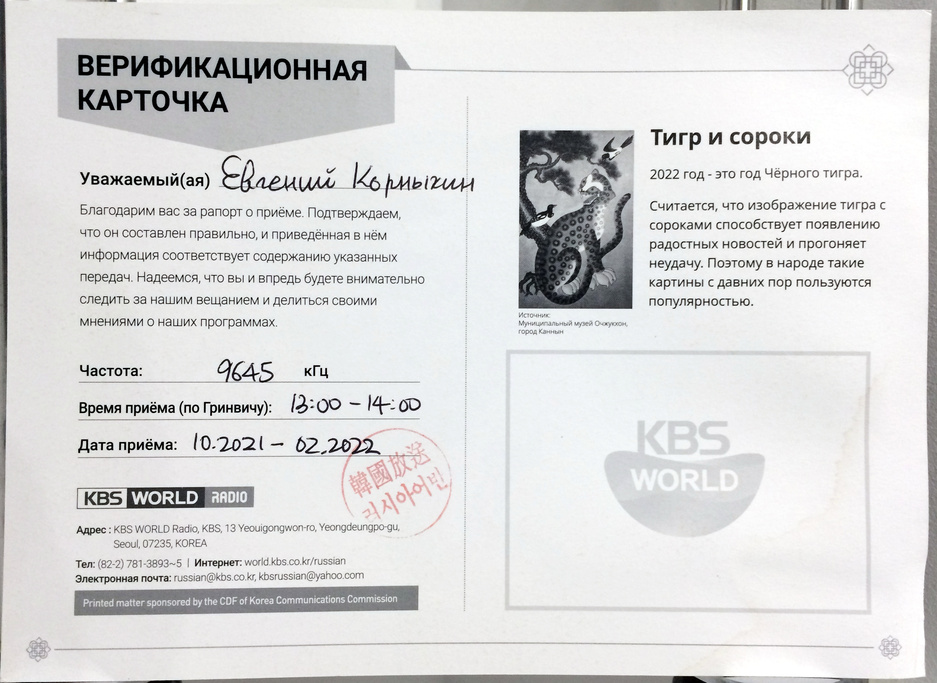 ВЕРИФИКАЦИОННАЯ
КАРТОЧКА
Уважаемый(ая) Евгений Корныхин
Благодарим вас за рапорт о приёме. Подтверждаем,
что он составлен правильно, и приведённая в нём
информация соответствует содержанию указанных
передач. Надеемся, что вы и впредь будете внимательно
следить за нашим вещанием и делиться своими
мнениями о наших программах.
Частота: 9645 кГц
Время приёма (по Гринвичу): 13:00 - 14:00
Дата приёма: 10.2021 - 02.2022
韓國放送
러시아어
KBS WORLD RADIO
Адрес : KBS WORLD Radio, KBS, 13 Yeouigongwon-ro, Yeongdeungpo-gu,
Seoul, 07235, KOREA
Тел: (82-2) 781-3893~5 | Интернет: world.kbs.co.kr/russian
Электронная почта: russian@kbs.co.kr, kbsrussian@yahoo.com
Printed matter sponsored by the CDF of Korea Communications Commission
Тигр и сороки
2022 год - это год Чёрного тигра.
Считается, что изображение тигра с
сороками способствует появлению
радостных новостей и прогоняет
неудачу. Поэтому в народе такие
картины с давних пор пользуются
популярностью.
Источник:
Муниципальный музей Очжукхон,
город Каннын
KBS
WORLD